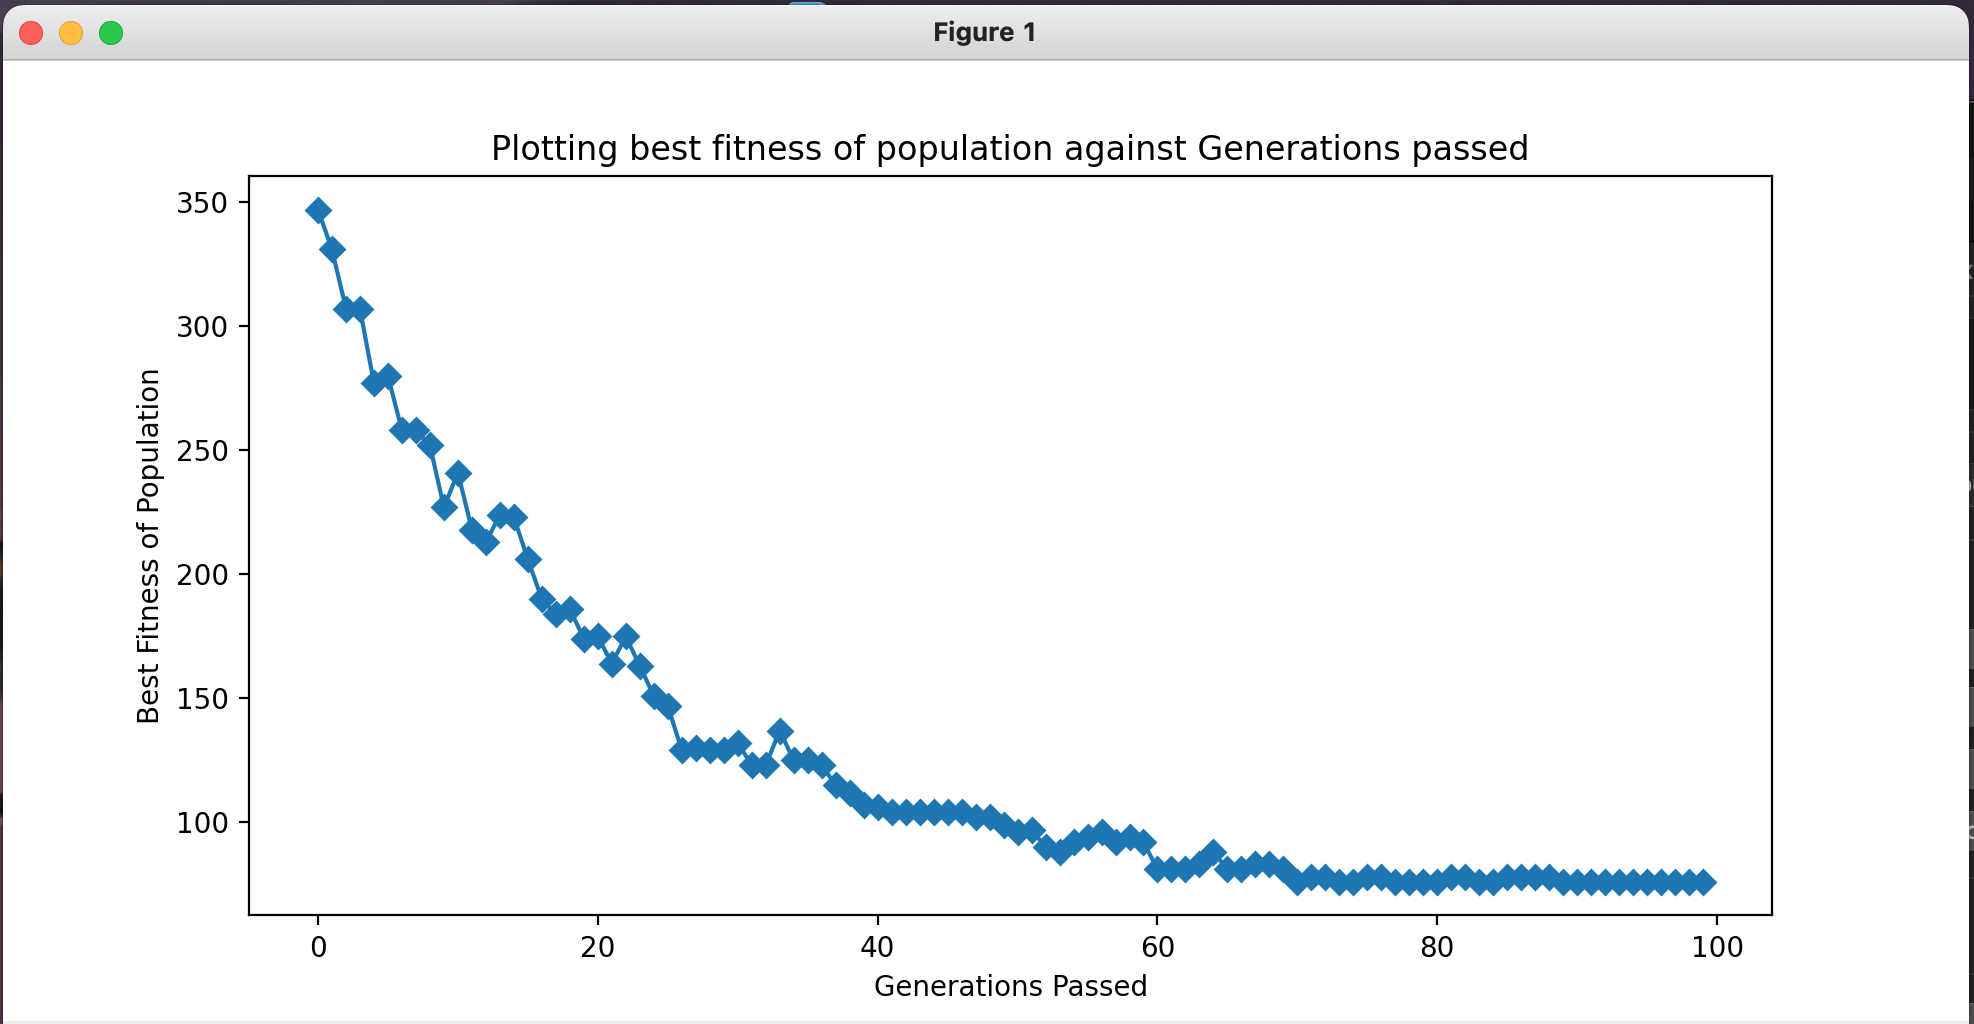 Figure 1
Plotting best fitness of population against Generations passed
350
300
250
200
150
100
Best Fitness of Population
0 20 40 60 80 100
Generations Passed